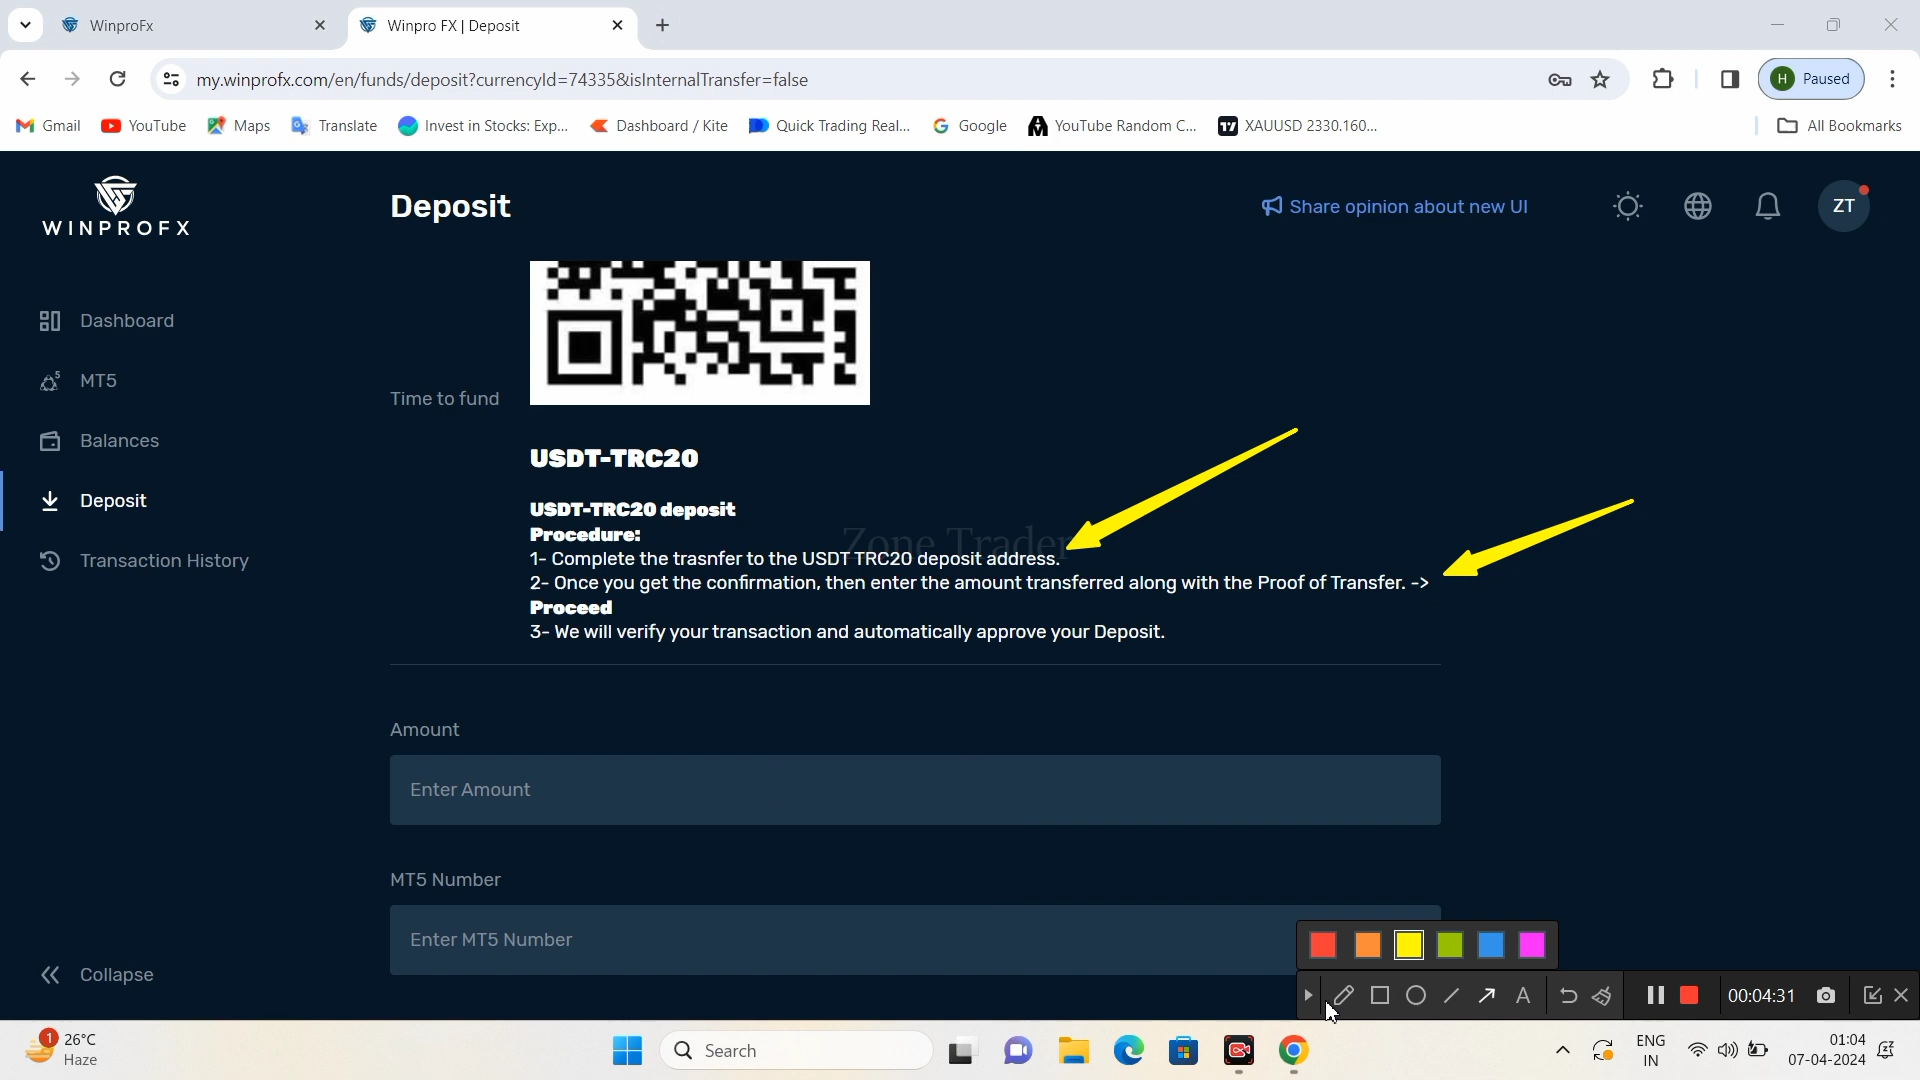 WinproFx
Winpro FX | Deposit
my.winprofx.com/en/funds/deposit?currencyId=74335&isInternalTransfer=false
H Paused
Gmail
YouTube
Maps
Translate
Invest in Stocks: Exp...
Dashboard / Kite
Quick Trading Real...
Google
YouTube Random C...
XAUUSD 2330.160...
All Bookmarks
WINPROFX
Deposit
Share opinion about new UI
ZT
Dashboard
5
MT5
Balances
Deposit
Transaction History
Collapse
Time to fund
USDT-TRC20
USDT-TRC20 deposit
Procedure:
1- Complete the trasnfer to the USDT TRC20 deposit address.
2- Once you get the confirmation, then enter the amount transferred along with the Proof of Transfer. ->
Proceed
3- We will verify your transaction and automatically approve your Deposit.
Zone Trader
Amount
Enter Amount
MT5 Number
Enter MT5 Number
A
00:04:31
1
26°C
Haze
Search
ENG
IN
01:04
07-04-2024